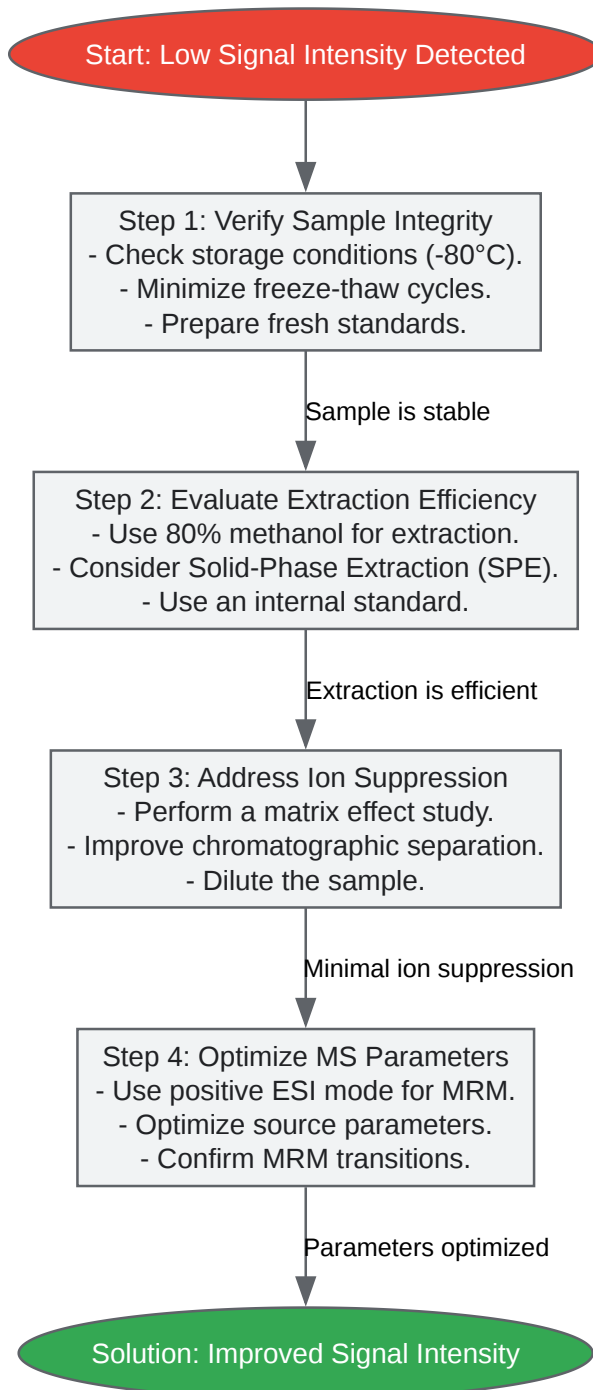 Start: Low Signal Intensity Detected
Step 1: Verify Sample Integrity
- Check storage conditions (-80°C).
- Minimize freeze-thaw cycles.
- Prepare fresh standards.
Sample is stable
Step 2: Evaluate Extraction Efficiency
- Use 80% methanol for extraction.
- Consider Solid-Phase Extraction (SPE).
- Use an internal standard.
Extraction is efficient
Step 3: Address Ion Suppression
- Perform a matrix effect study.
- Improve chromatographic separation.
- Dilute the sample.
Minimal ion suppression
Step 4: Optimize MS Parameters
- Use positive ESI mode for MRM.
- Optimize source parameters.
- Confirm MRM transitions.
Parameters optimized
Solution: Improved Signal Intensity